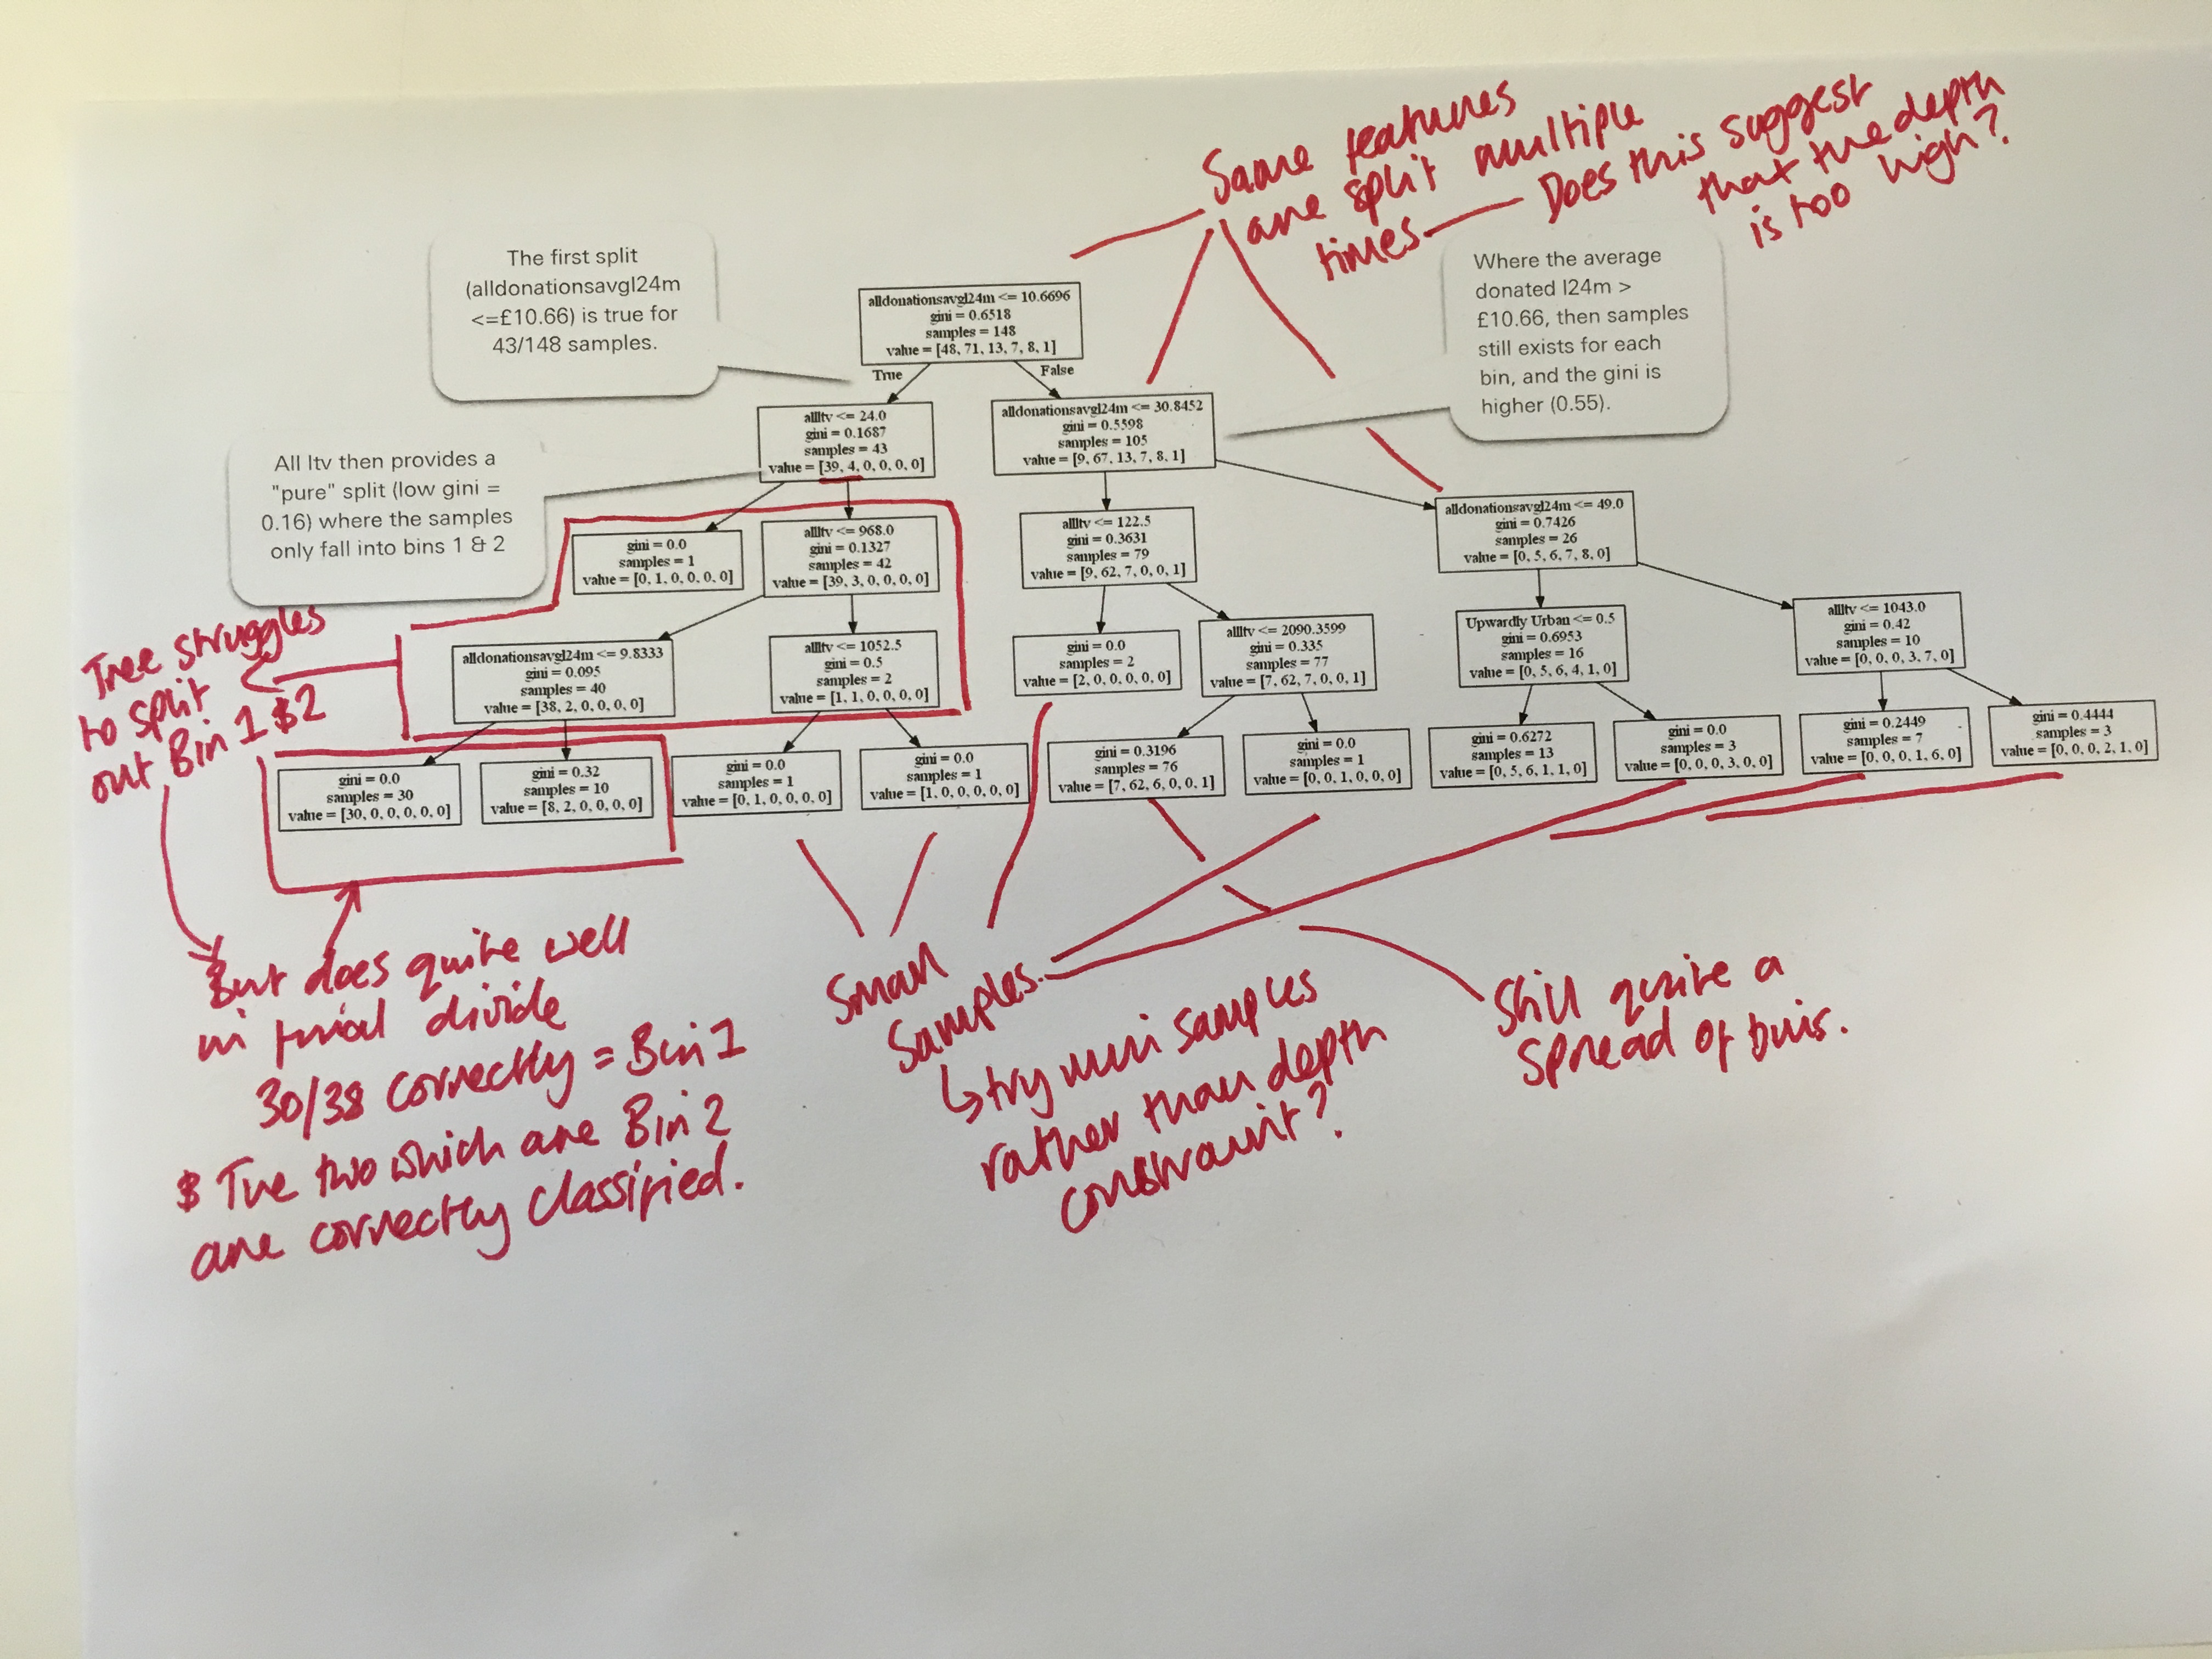 The first split
(alldonationsavgl24m
<=£10.66) is true for
43/148 samples.
All ltv then provides a
"pure" split (low gini =
0.16) where the samples
only fall into bins 1 & 2
Where the average
donated l24m >
£10.66, then samples
still exists for each
bin, and the gini is
higher (0.55).
Same features
are split multiple
times. — Does this suggest
that the depth
is too high?
alldonationsavgl24m <= 10.6696
gini = 0.6518
samples = 148
value = [48, 71, 13, 7, 8, 1]
True
False
allltv <= 24.0
gini = 0.1687
samples = 43
value = [39, 4, 0, 0, 0, 0]
alldonationsavgl24m <= 30.8452
gini = 0.5598
samples = 105
value = [9, 67, 13, 7, 8, 1]
gini = 0.0
samples = 1
value = [0, 1, 0, 0, 0, 0]
allltv <= 968.0
gini = 0.1327
samples = 42
value = [39, 3, 0, 0, 0, 0]
allltv <= 122.5
gini = 0.3631
samples = 79
value = [9, 62, 7, 0, 0, 1]
alldonationsavgl24m <= 49.0
gini = 0.7426
samples = 26
value = [0, 5, 6, 7, 8, 0]
alldonationsavgl24m <= 9.8333
gini = 0.095
samples = 40
value = [38, 2, 0, 0, 0, 0]
allltv <= 1052.5
gini = 0.5
samples = 2
value = [1, 1, 0, 0, 0, 0]
gini = 0.0
samples = 2
value = [2, 0, 0, 0, 0, 0]
allltv <= 2090.3599
gini = 0.335
samples = 77
value = [7, 62, 7, 0, 0, 1]
Upwardly Urban <= 0.5
gini = 0.6953
samples = 16
value = [0, 5, 6, 4, 1, 0]
allltv <= 1043.0
gini = 0.42
samples = 10
value = [0, 0, 0, 3, 7, 0]
gini = 0.0
samples = 30
value = [30, 0, 0, 0, 0, 0]
gini = 0.32
samples = 10
value = [8, 2, 0, 0, 0, 0]
gini = 0.0
samples = 1
value = [0, 1, 0, 0, 0, 0]
gini = 0.0
samples = 1
value = [1, 0, 0, 0, 0, 0]
gini = 0.3196
samples = 76
value = [7, 62, 6, 0, 0, 1]
gini = 0.0
samples = 1
value = [0, 0, 1, 0, 0, 0]
gini = 0.6272
samples = 13
value = [0, 5, 6, 1, 1, 0]
gini = 0.0
samples = 3
value = [0, 0, 0, 3, 0, 0]
gini = 0.2449
samples = 7
value = [0, 0, 0, 1, 6, 0]
gini = 0.4444
samples = 3
value = [0, 0, 0, 2, 1, 0]
Tree struggles
to split
out Bin 1 & 2
But does quite well
in final divide
30/38 correctly = Bin 1
& The two which are Bin 2
are correctly classified.
Small
Samples.
↳ try min samples
rather than depth
constraint?
Still quite a
spread of bins.